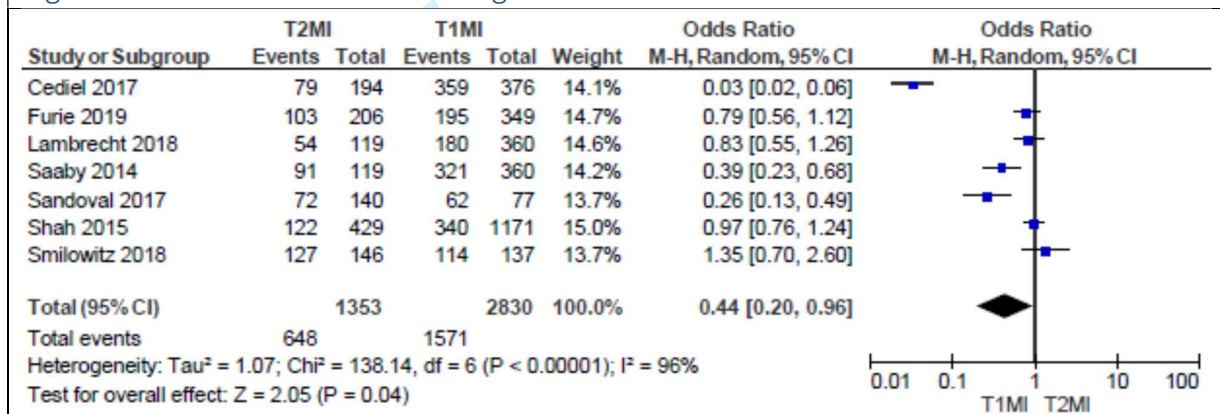 T2MI T1MI Odds Ratio Odds Ratio
Study or Subgroup Events Total Events Total Weight M-H, Random, 95% CI M-H, Random, 95% CI
Cediel 2017 79 194 359 376 14.1% 0.03 [0.02, 0.06]
Furie 2019 103 206 195 349 14.7% 0.79 [0.56, 1.12]
Lambrecht 2018 54 119 180 360 14.6% 0.83 [0.55, 1.26]
Saaby 2014 91 119 321 360 14.2% 0.39 [0.23, 0.68]
Sandoval 2017 72 140 62 77 13.7% 0.26 [0.13, 0.49]
Shah 2015 122 429 340 1171 15.0% 0.97 [0.76, 1.24]
Smilowitz 2018 127 146 114 137 13.7% 1.35 [0.70, 2.60]
Total (95% CI) 1353 2830 100.0% 0.44 [0.20, 0.96]
Total events 648 1571
Heterogeneity: Tau² = 1.07; Chi² = 138.14, df = 6 (P < 0.00001); I² = 96%
Test for overall effect: Z = 2.05 (P = 0.04)
0.01 0.1 1 10 100
T1MI T2MI